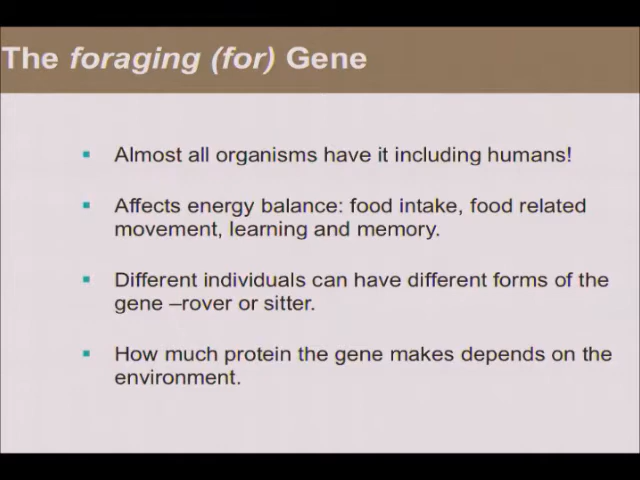 The foraging (for) Gene
Almost all organisms have it including humans!
Affects energy balance: food intake, food related
movement, learning and memory.
Different individuals can have different forms of the
gene –rover or sitter.
How much protein the gene makes depends on the
environment.